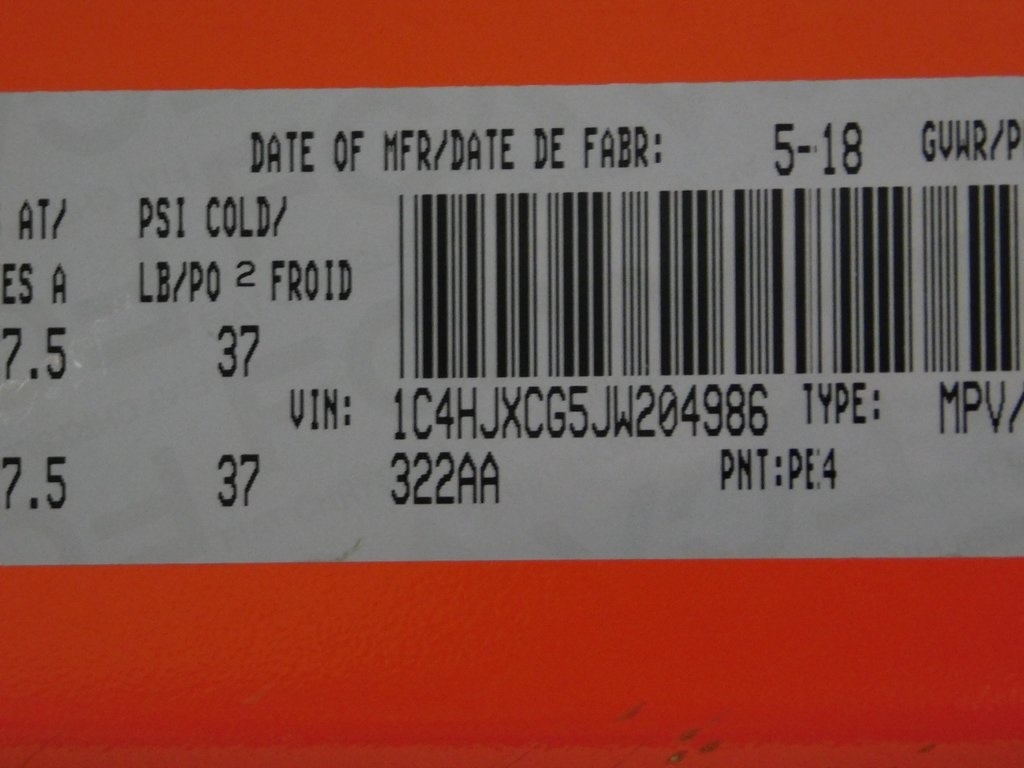 DATE OF MFR/DATE DE FABR: 5-18 GVWR/P
AT/ PSI COLD/
ES A LB/PO 2 FROID
7.5 37
VIN: 1C4HJXCG5JW204986 TYPE: MPV/
7.5 37 322AA PNT:PE4